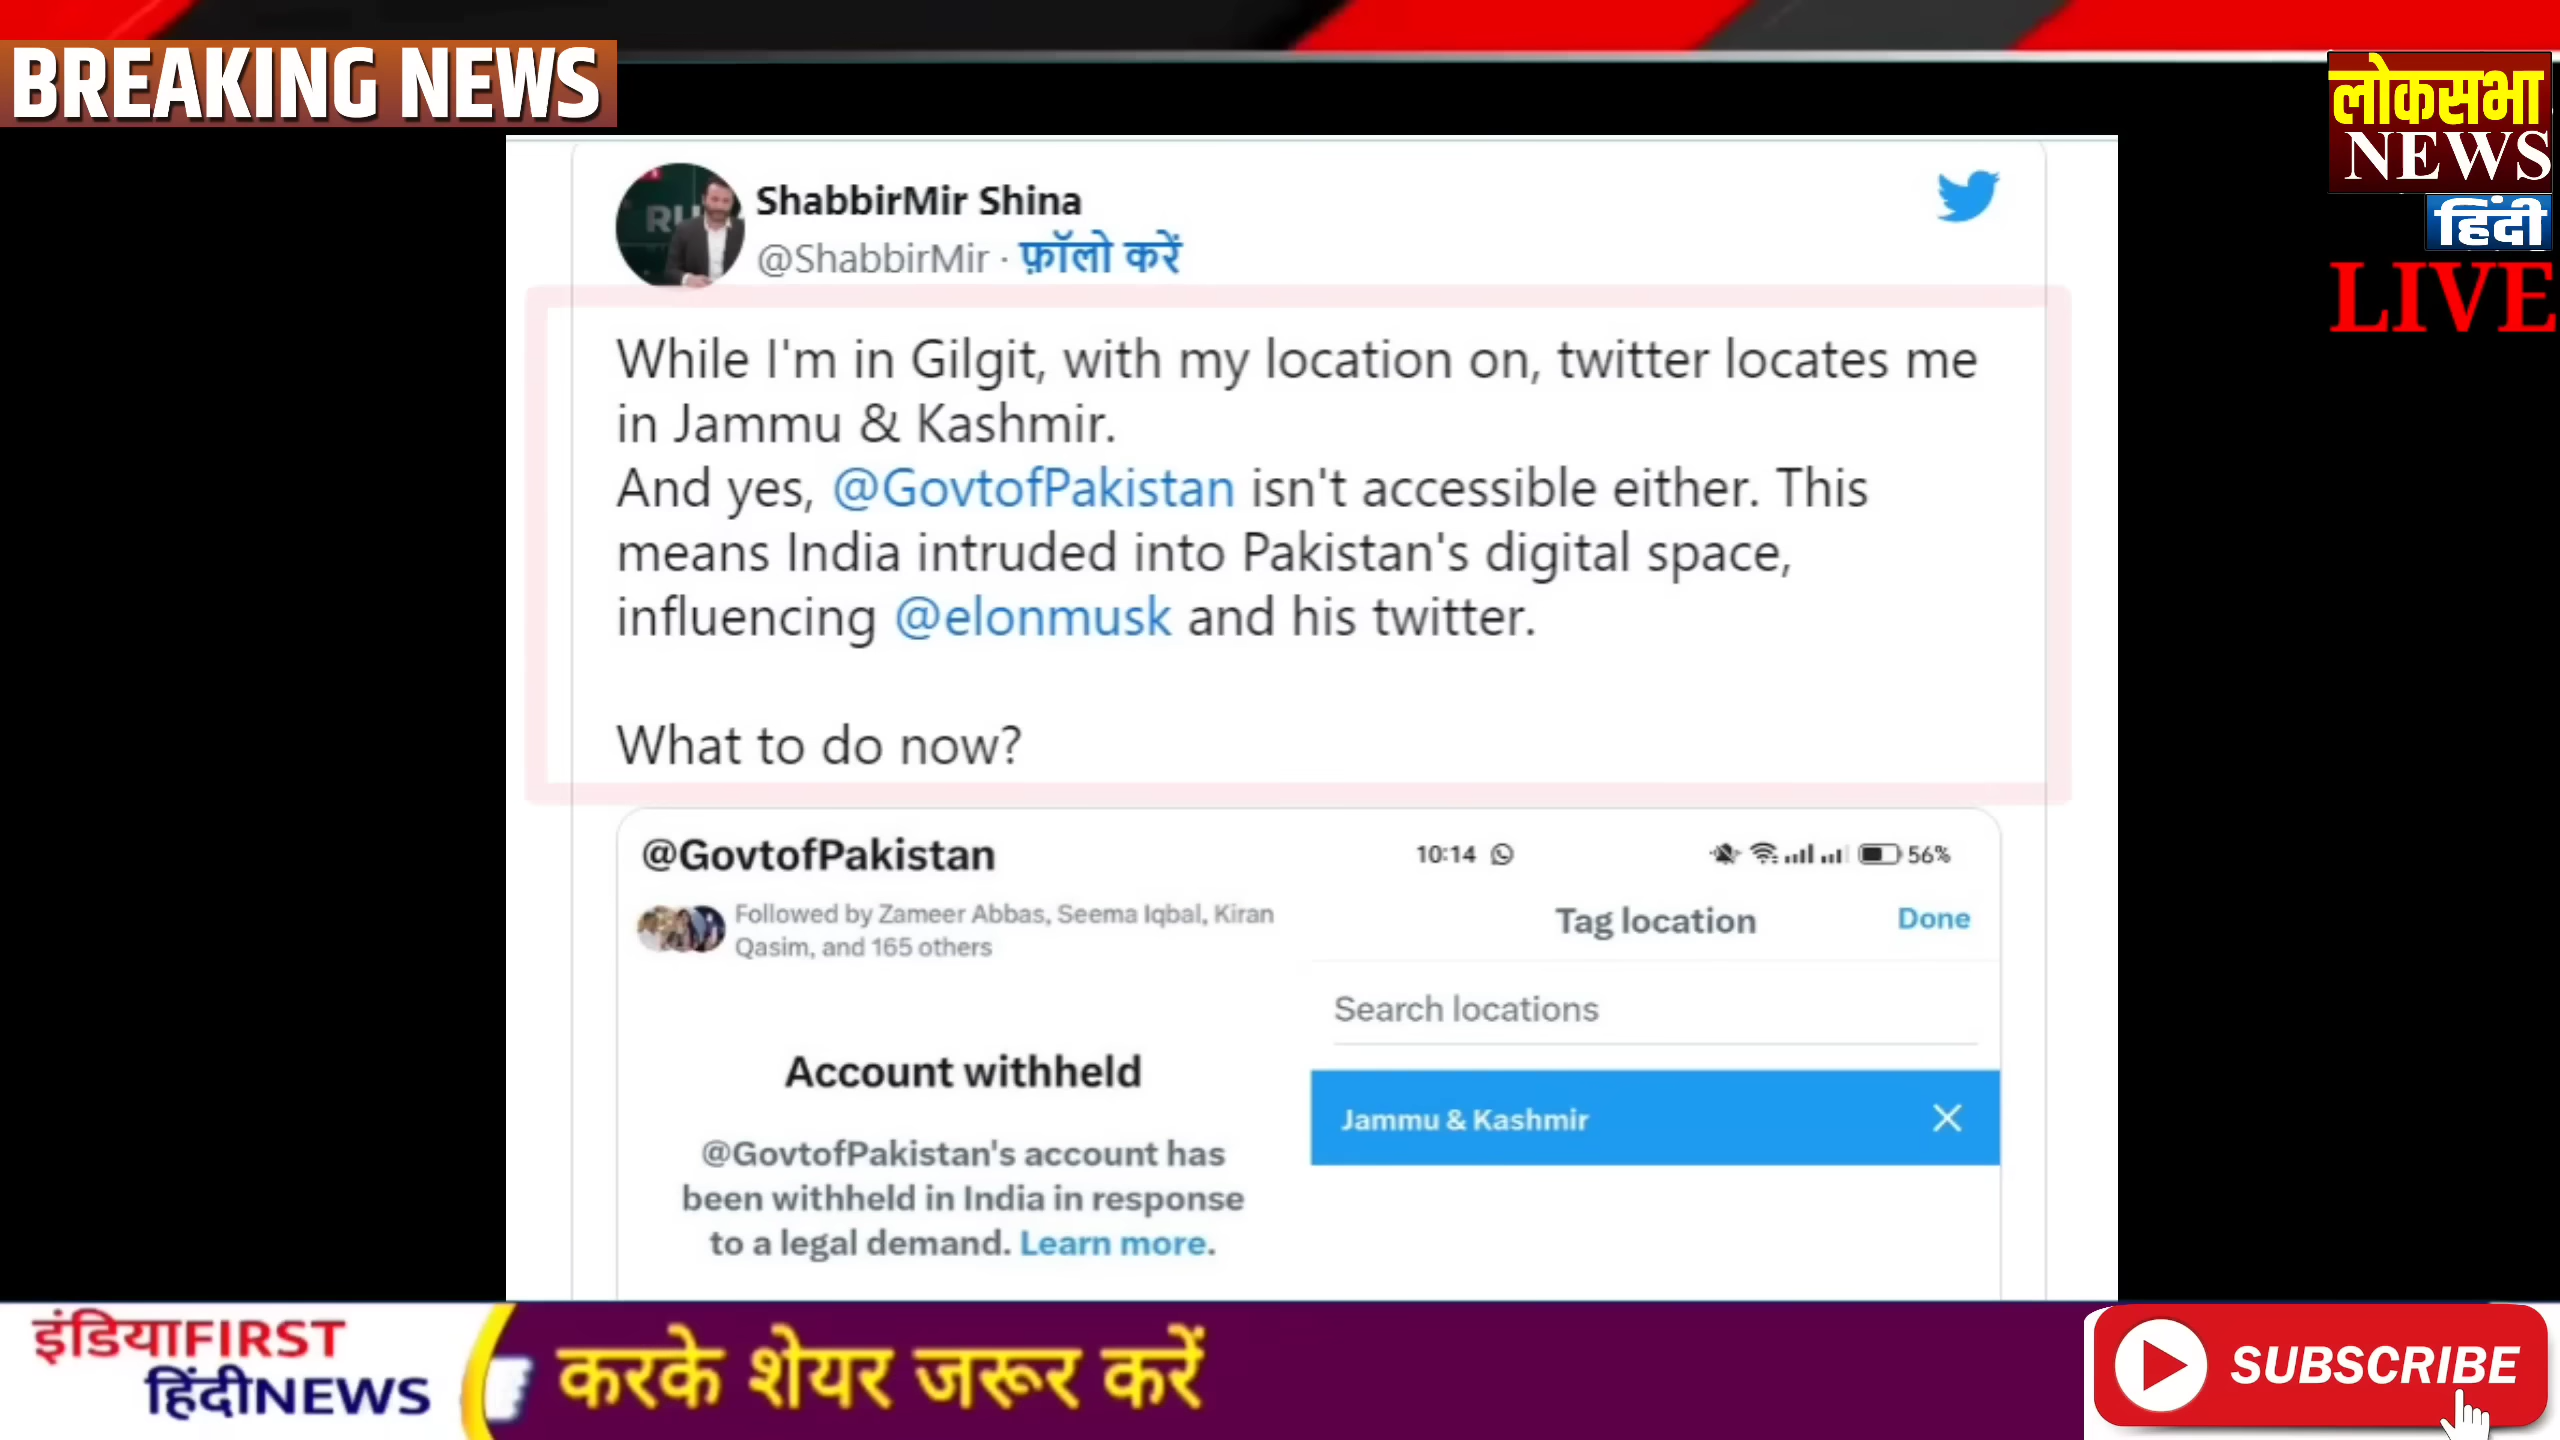 BREAKING NEWS
लोकसभा
NEWS
हिंदी
LIVE
ShabbirMir Shina
@ShabbirMir · फ़ॉलो करें
While I'm in Gilgit, with my location on, twitter locates me
in Jammu & Kashmir.
And yes, @GovtofPakistan isn't accessible either. This
means India intruded into Pakistan's digital space,
influencing @elonmusk and his twitter.
What to do now?
@GovtofPakistan
Followed by Zameer Abbas, Seema Iqbal, Kiran
Qasim, and 165 others
Account withheld
@GovtofPakistan's account has
been withheld in India in response
to a legal demand. Learn more.
10:14 56%
Tag location Done
Search locations
Jammu & Kashmir
इंडियाFIRST
हिंदीNEWS
करके शेयर जरूर करें
SUBSCRIBE